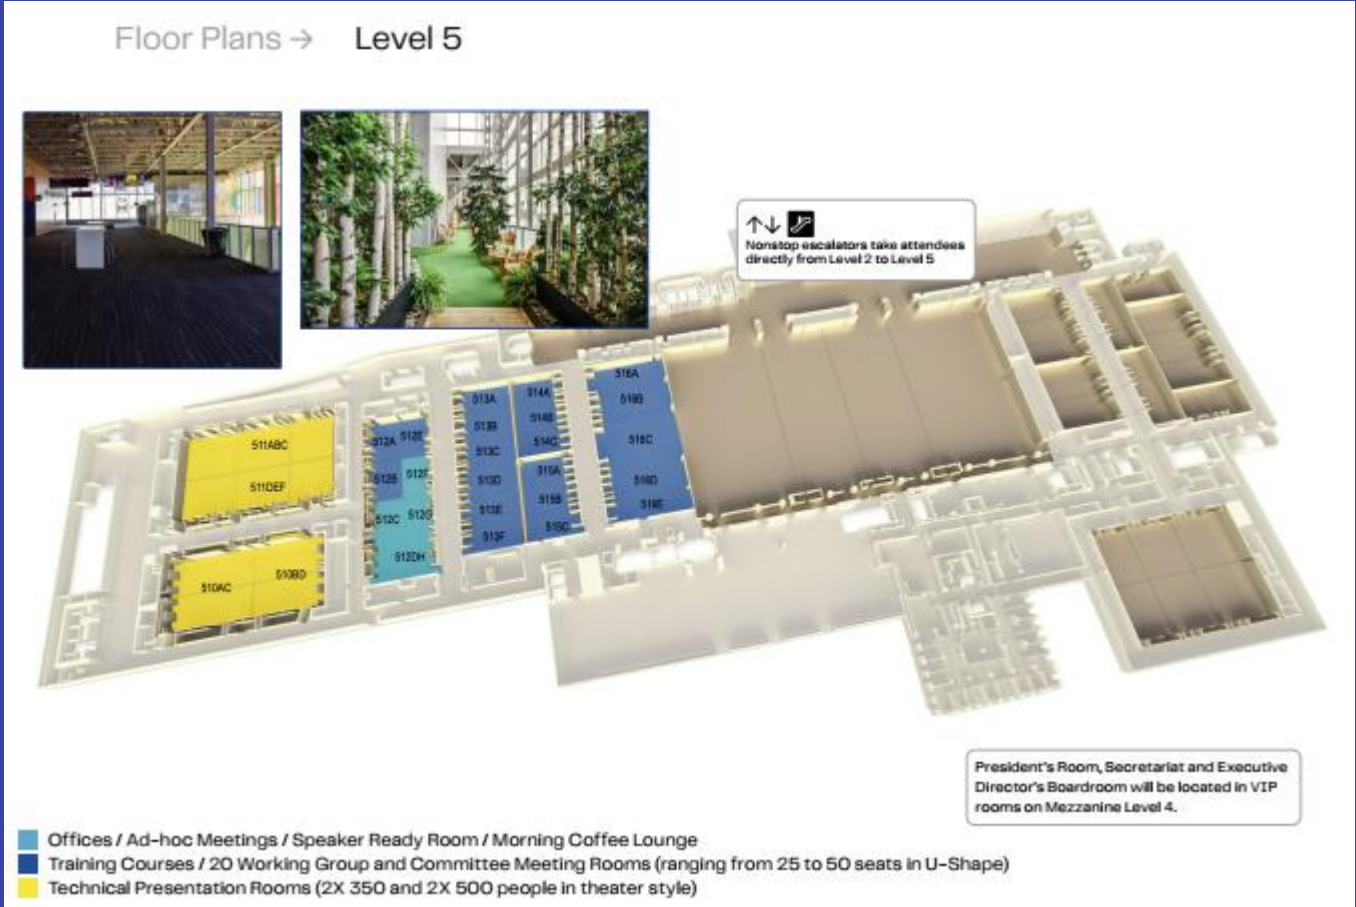 Floor Plans → Level 5
↑↓
Nonstop escalators take attendees
directly from Level 2 to Level 5
516A
516B
516C
516D
516E
513A
514A
513B
514B
513C
514C
513D
515A
513E
515B
513F
515C
511ABC
511DEF
512A
512E
512B
512F
512C
512G
512DH
510AC
510BD
President's Room, Secretariat and Executive
Director's Boardroom will be located in VIP
rooms on Mezzanine Level 4.
Offices / Ad-hoc Meetings / Speaker Ready Room / Morning Coffee Lounge
Training Courses / 20 Working Group and Committee Meeting Rooms (ranging from 25 to 50 seats in U-Shape)
Technical Presentation Rooms (2X 350 and 2X 500 people in theater style)